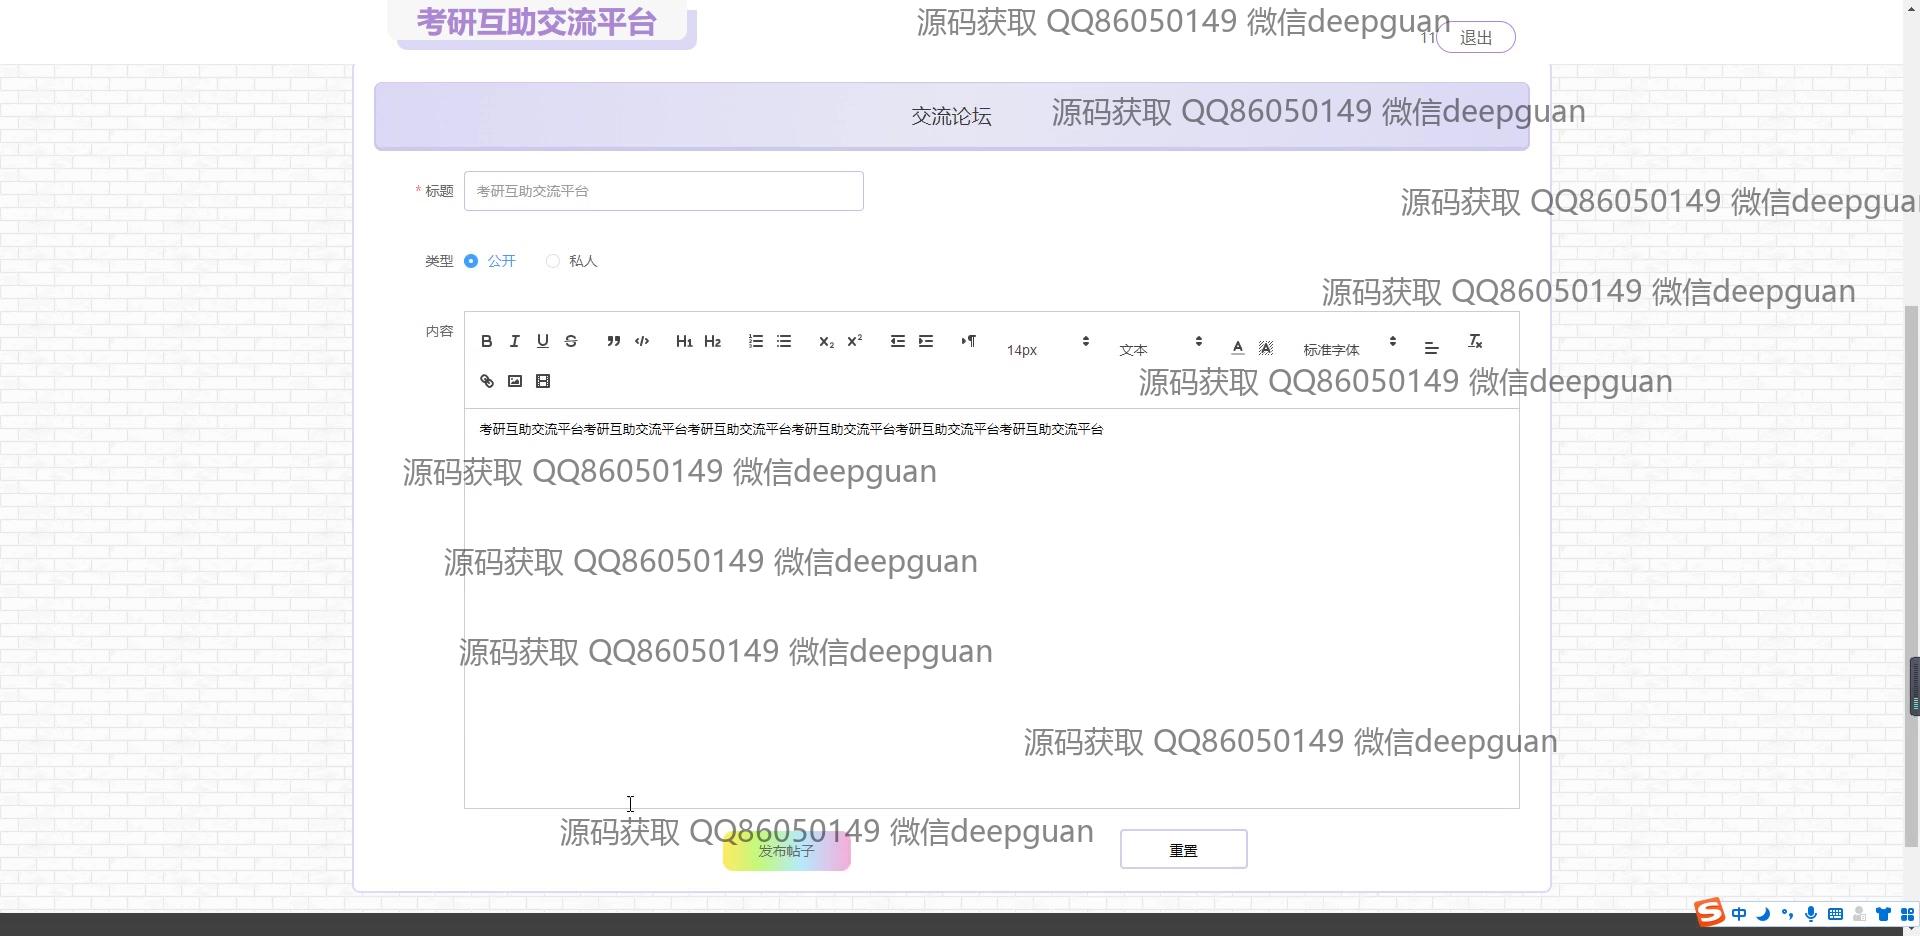 考研互助交流平台
源码获取 QQ86050149 微信deepguan
11
退出
交流论坛
源码获取 QQ86050149 微信deepguan
* 标题
考研互助交流平台
源码获取 QQ86050149 微信deepgua
类型
公开
私人
源码获取 QQ86050149 微信deepguan
内容
B I U S H1 H2 X2 X2
14px
文本
A
标准字体
源码获取 QQ86050149 微信deepguan
考研互助交流平台考研互助交流平台考研互助交流平台考研互助交流平台考研互助交流平台考研互助交流平台
源码获取 QQ86050149 微信deepguan
源码获取 QQ86050149 微信deepguan
源码获取 QQ86050149 微信deepguan
源码获取 QQ86050149 微信deepguan
源码获取 QQ86050149 微信deepguan
发布帖子
重置
中